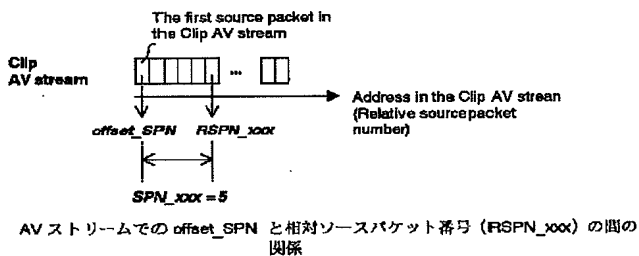 The first source packet in
the Clip AV stream
Clip
AV stream
...
Address in the Clip AV strean
(Relative sourcepacket
number)
offset_SPN RSPN_xxx
SPN_xxx = 5
AV ストリームでの offset_SPN と相対ソースパケット番号（RSPN_xxx）の間の
関係